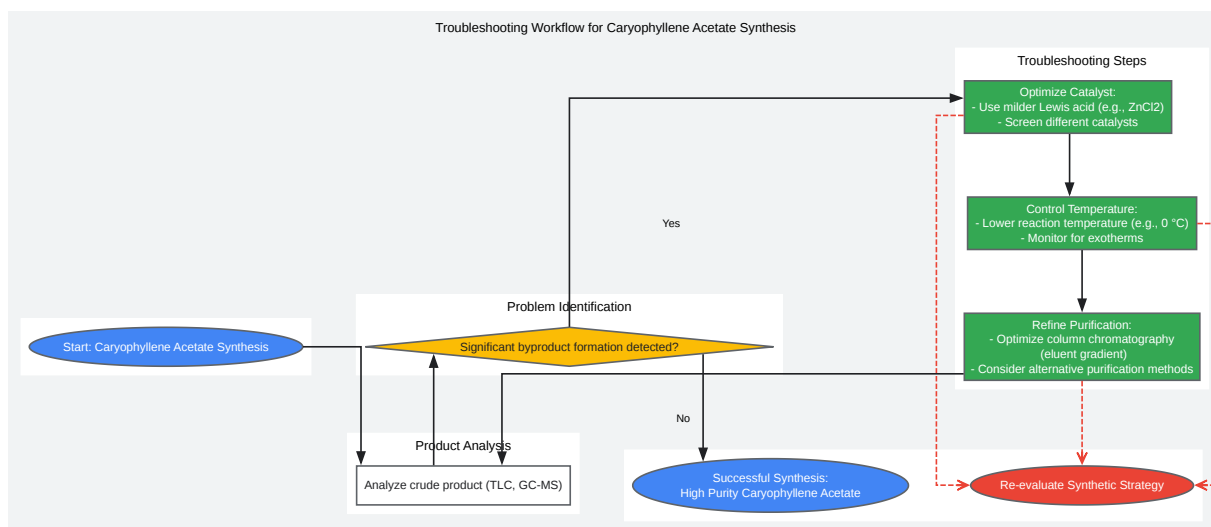 Troubleshooting Workflow for Caryophyllene Acetate Synthesis
Troubleshooting Steps
Optimize Catalyst:
- Use milder Lewis acid (e.g., ZnCl2)
- Screen different catalysts
Yes
Control Temperature:
- Lower reaction temperature (e.g., 0 °C)
- Monitor for exotherms
Problem Identification
Start: Caryophyllene Acetate Synthesis
Significant byproduct formation detected?
Refine Purification:
- Optimize column chromatography
(eluent gradient)
- Consider alternative purification methods
No
Product Analysis
Analyze crude product (TLC, GC-MS)
Successful Synthesis:
High Purity Caryophyllene Acetate
Re-evaluate Synthetic Strategy